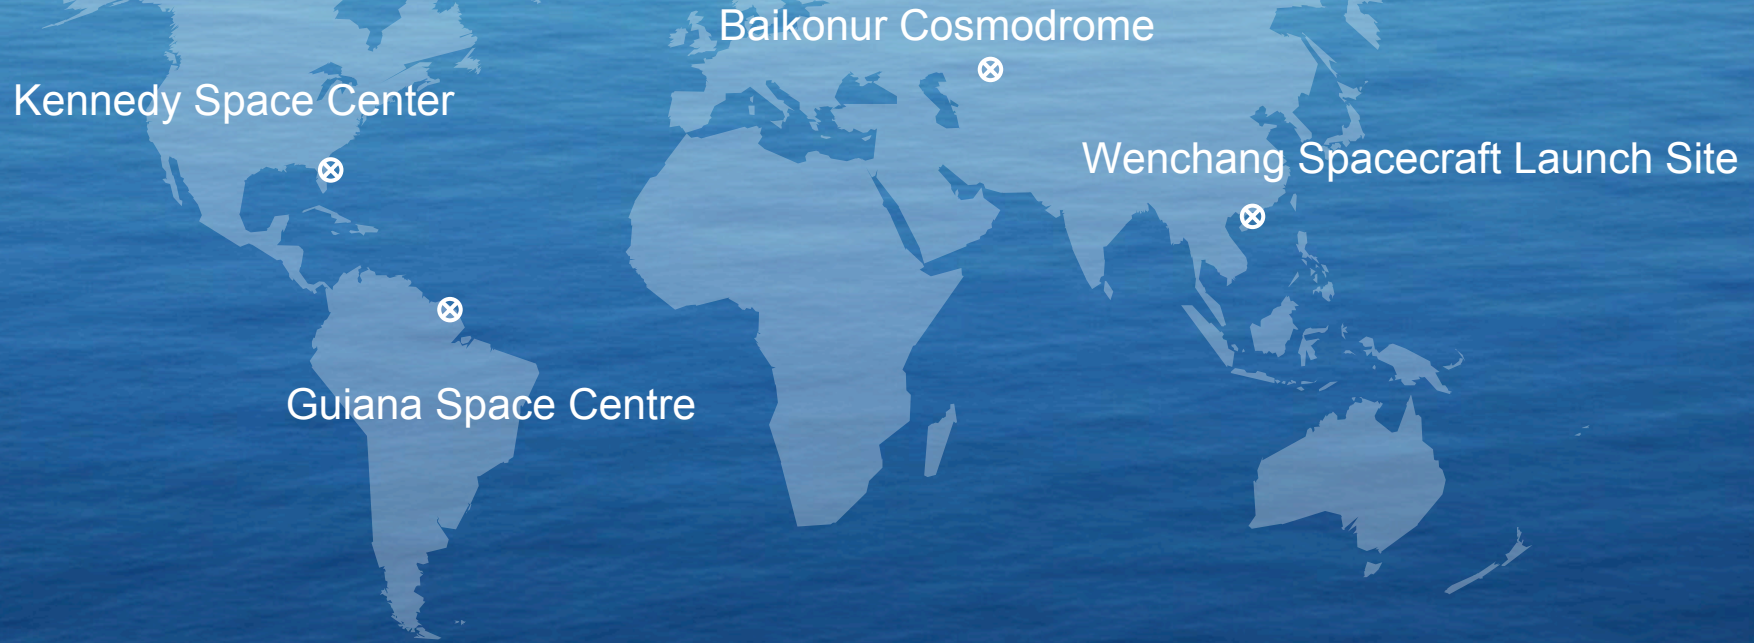 Baikonur Cosmodrome
Kennedy Space Center
Wenchang Spacecraft Launch Site
Guiana Space Centre